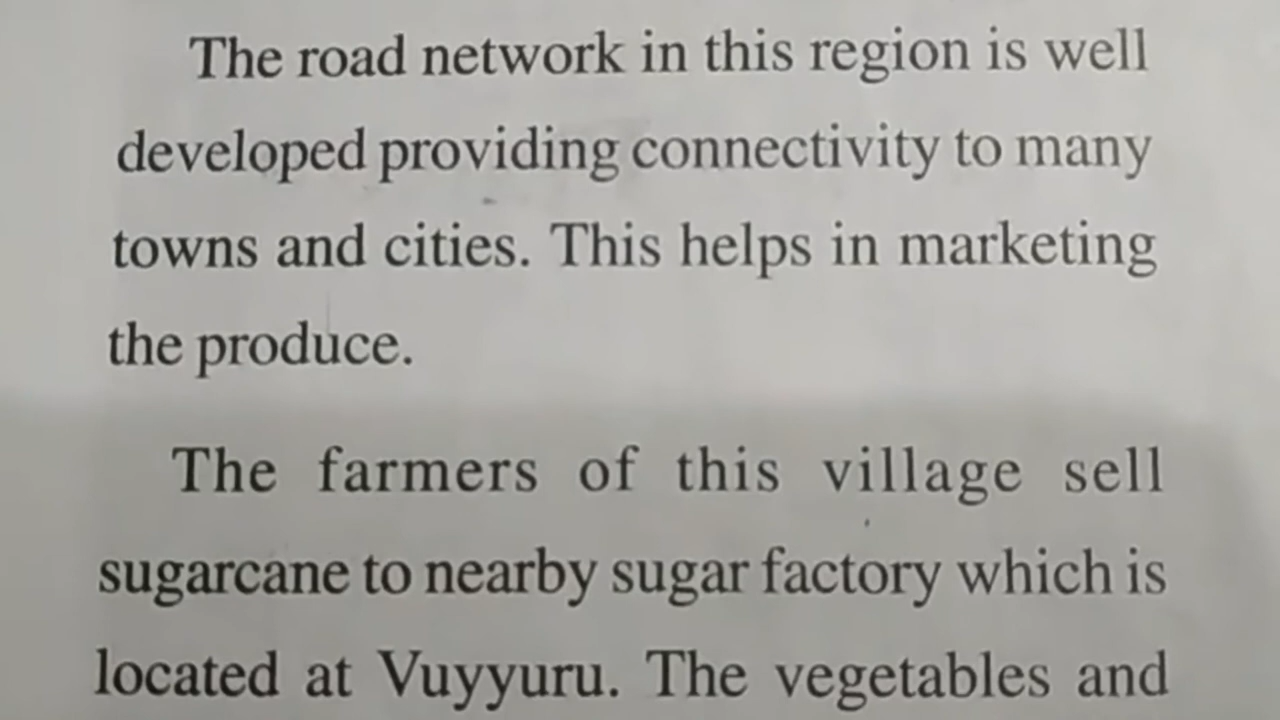 The road network in this region is well
developed providing connectivity to many
towns and cities. This helps in marketing
the produce.
The farmers of this village sell
sugarcane to nearby sugar factory which is
located at Vuyyuru. The vegetables and